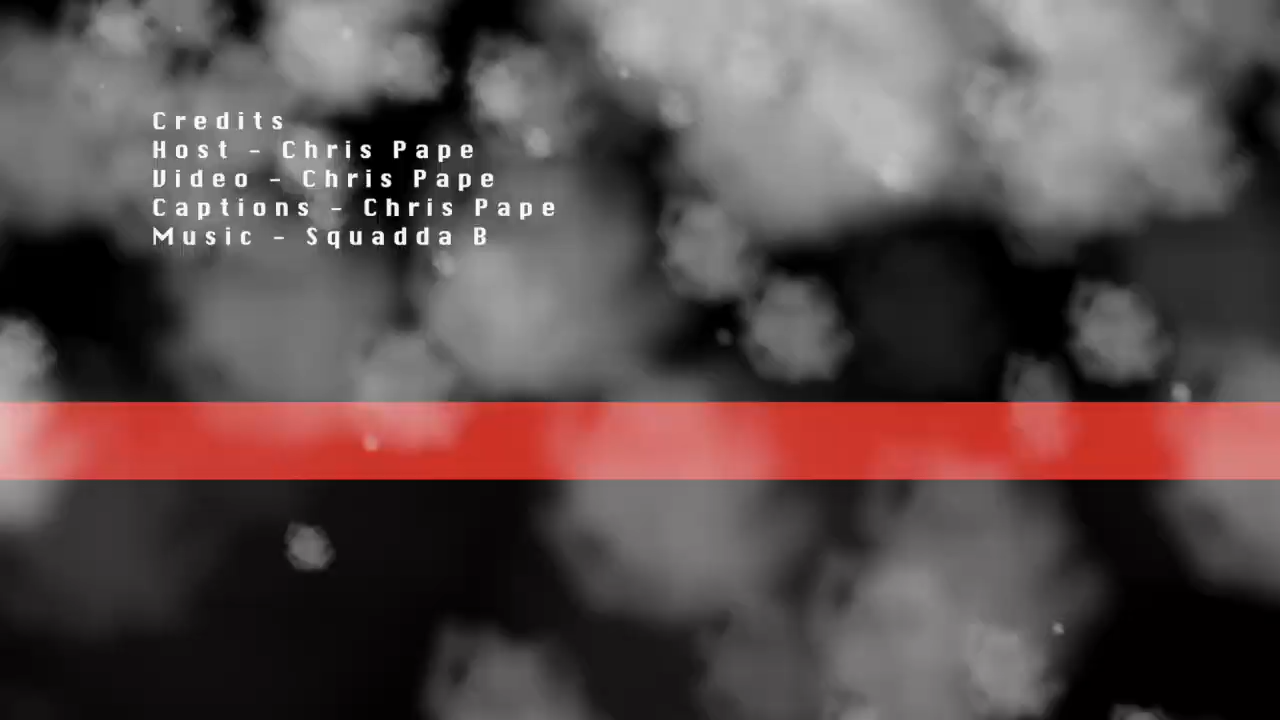 Credits
Host - Chris Pape
Video - Chris Pape
Captions - Chris Pape
Music - Squadda B